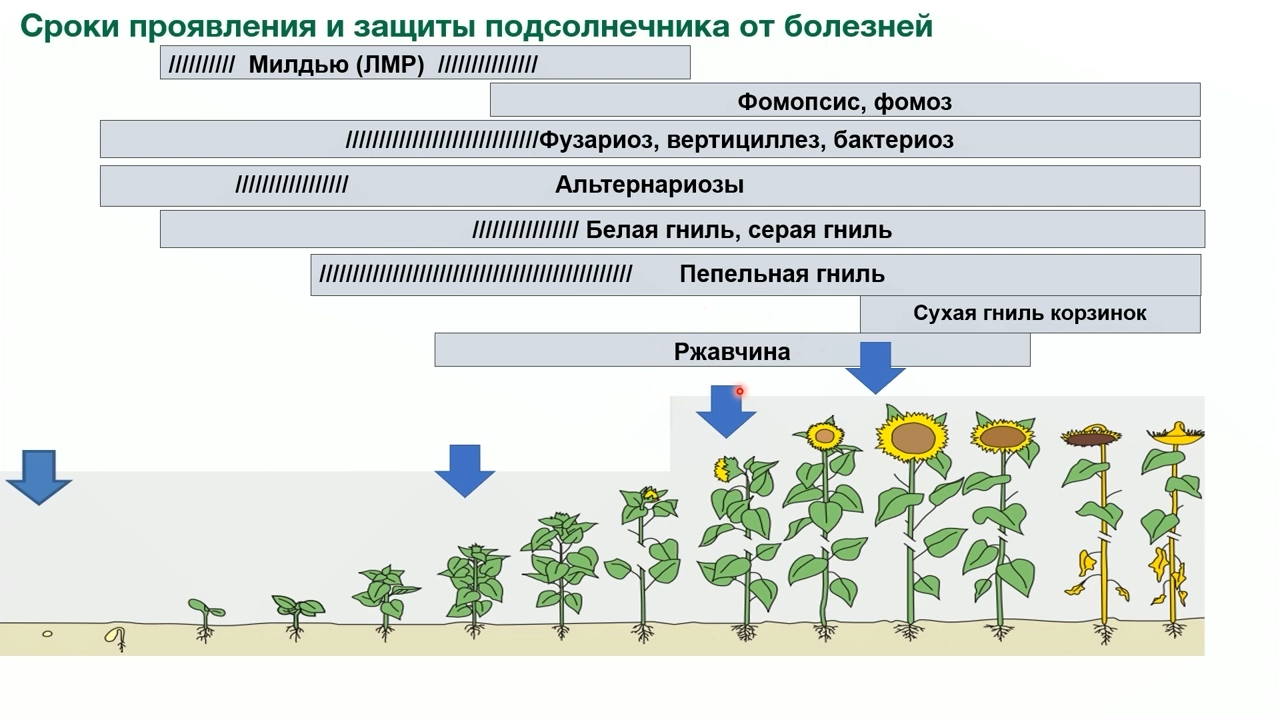 Сроки проявления и защиты подсолнечника от болезней
////////// Милдью (ЛМР) ///////////////
Фомопсис, фомоз
/////////////////////////////Фузариоз, вертициллез, бактериоз
///////////////// Альтернариозы
//////////////// Белая гниль, серая гниль
/////////////////////////////////////////////// Пепельная гниль
Сухая гниль корзинок
Ржавчина